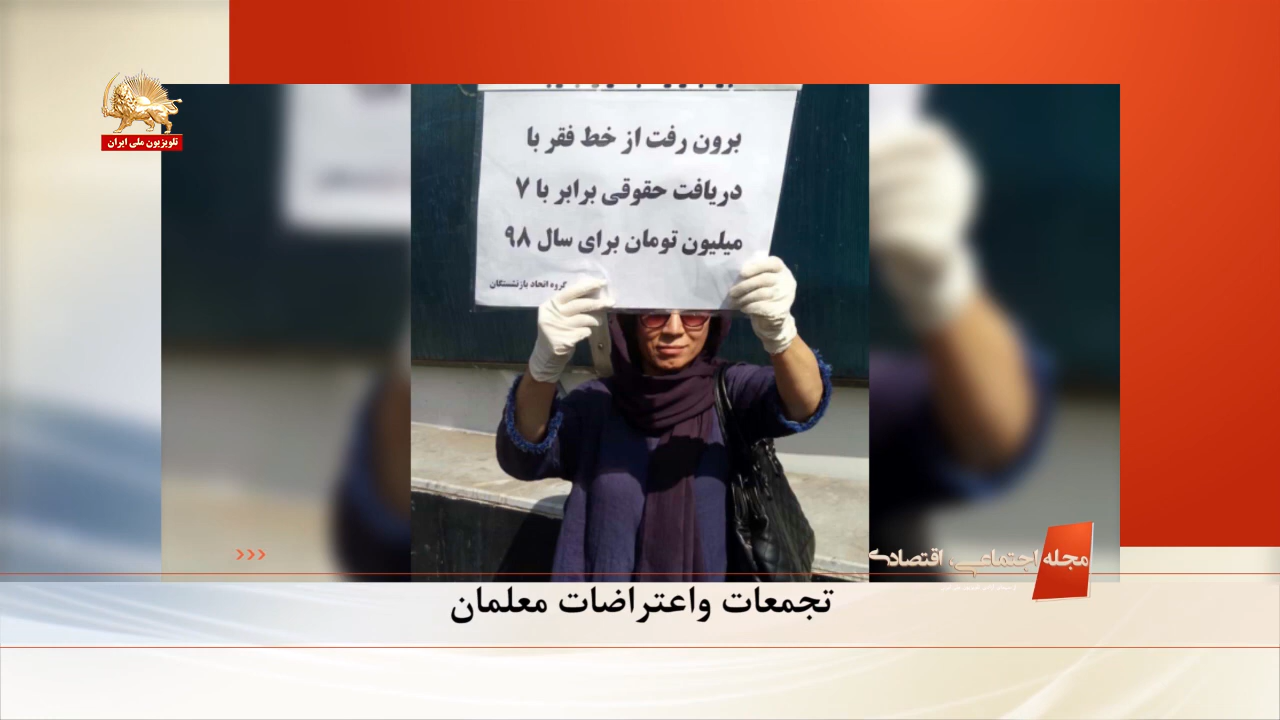 تلویزیون ملی ایران
برون رفت از خط فقر با
دریافت حقوقی برابر با ۷
میلیون تومان برای سال ۹۸
گروه اتحاد بازنشستگان
مجله اجتماعی، اقتصادی
تجمعات واعتراضات معلمان